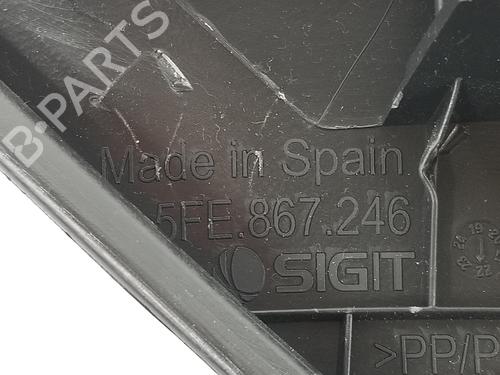 B-PARTS
Made in Spain
5FE.867.246
SIGIT
>PP/P